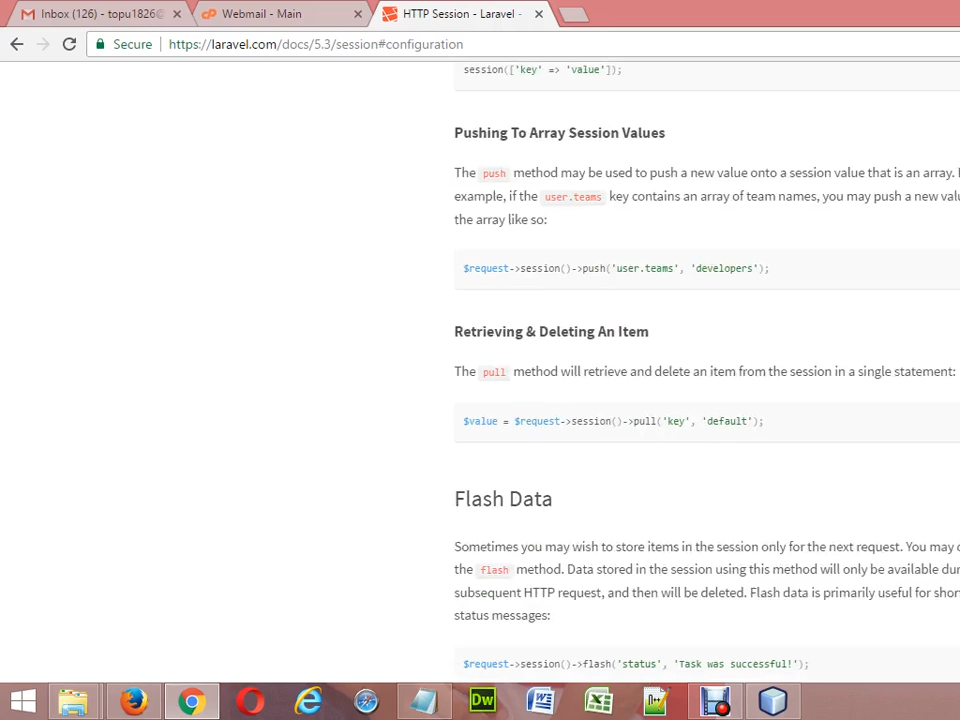 Inbox (126) - topu1826@
Webmail - Main
HTTP Session - Laravel -
Secure
https://laravel.com/docs/5.3/session#configuration
session(['key' => 'value']);
Pushing To Array Session Values
The push method may be used to push a new value onto a session value that is an array.
example, if the user.teams key contains an array of team names, you may push a new
the array like so:
$request->session()->push('user.teams', 'developers');
Retrieving & Deleting An Item
The pull method will retrieve and delete an item from the session in a single statement:
$value = $request->session()->pull('key', 'default');
Flash Data
Sometimes you may wish to store items in the session only for the next request. You may
the flash method. Data stored in the session using this method will only be available
subsequent HTTP request, and then will be deleted. Flash data is primarily useful for
status messages:
$request->session()->flash('status', 'Task was successful!');
Dw